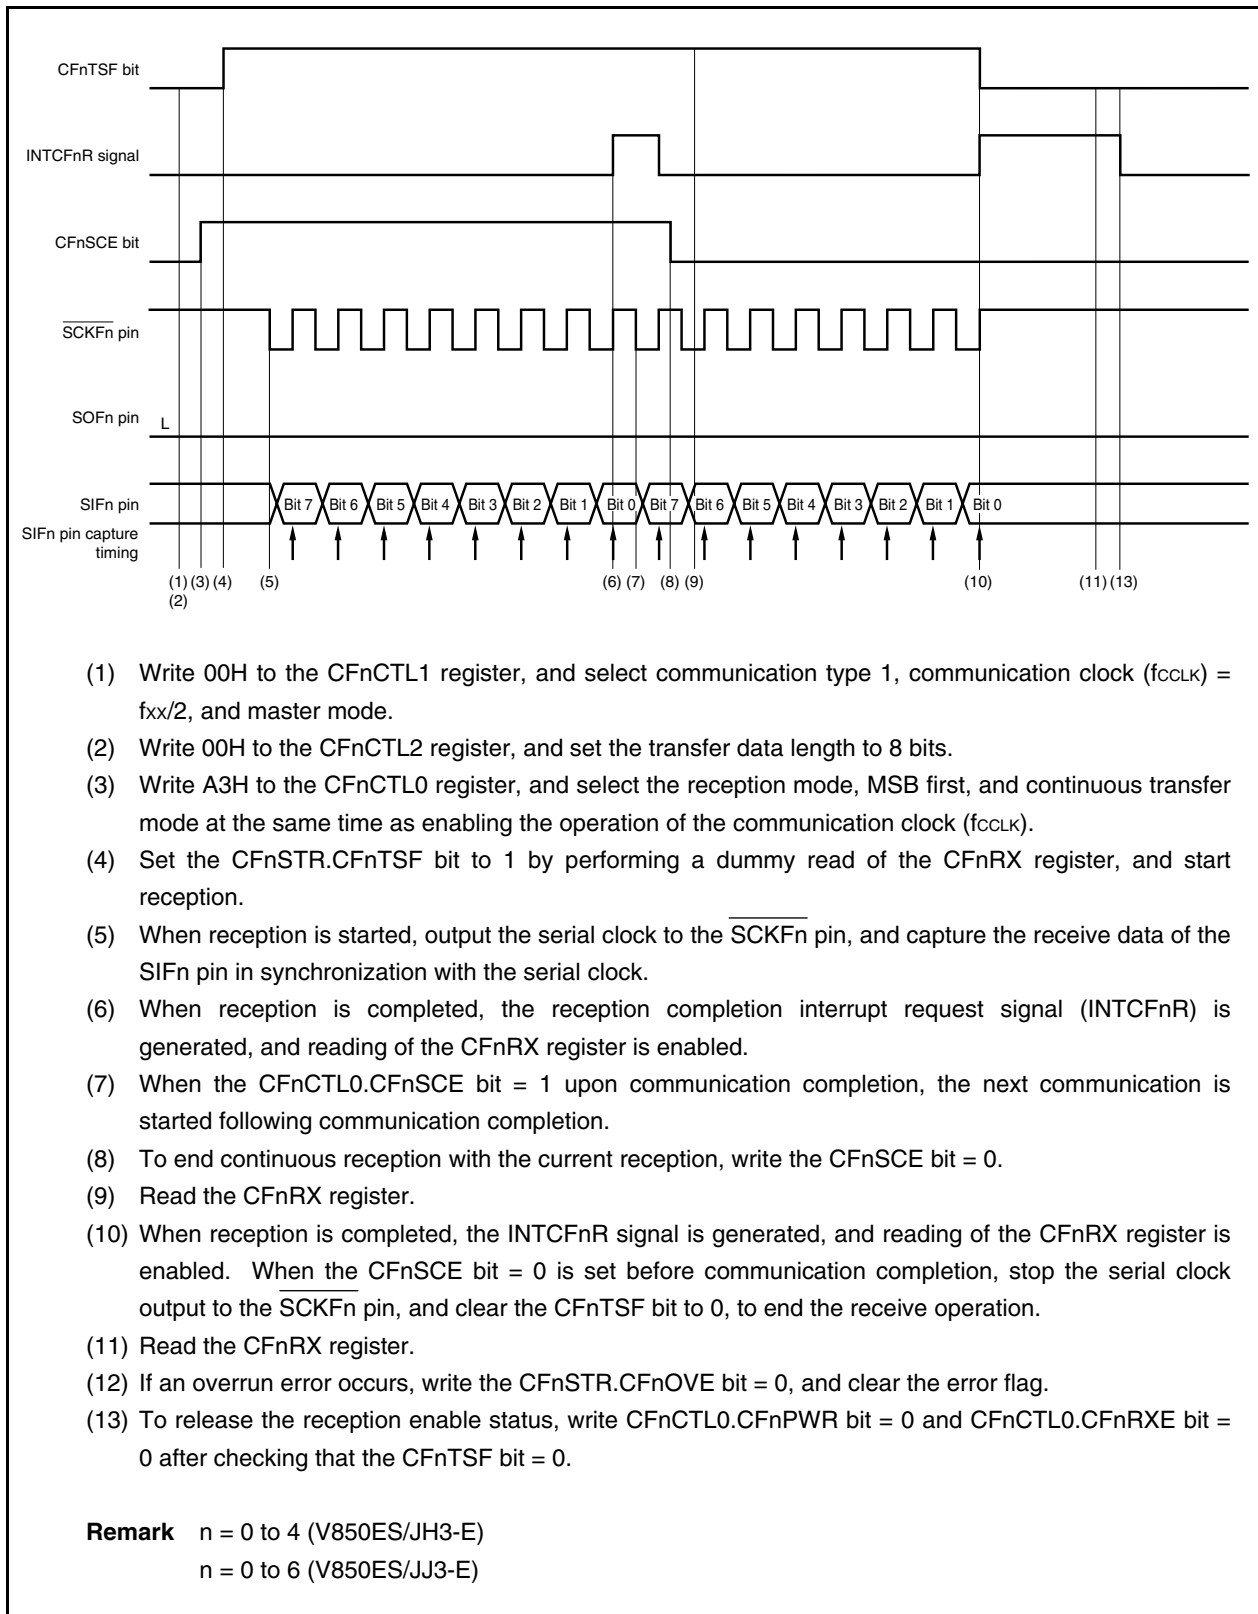 CFnTSF bit
INTCFnR signal
CFnSCE bit
SCKFn pin
SOFn pin L
SIFn pin Bit 7 Bit 6 Bit 5 Bit 4 Bit 3 Bit 2 Bit 1 Bit 0 Bit 7 Bit 6 Bit 5 Bit 4 Bit 3 Bit 2 Bit 1 Bit 0
SIFn pin capture
timing
(1) (3) (4) (5) (6) (7) (8) (9) (10) (11) (13)
(2)
(1) Write 00H to the CFnCTL1 register, and select communication type 1, communication clock (fCCLK) =
fxx/2, and master mode.
(2) Write 00H to the CFnCTL2 register, and set the transfer data length to 8 bits.
(3) Write A3H to the CFnCTL0 register, and select the reception mode, MSB first, and continuous transfer
mode at the same time as enabling the operation of the communication clock (fCCLK).
(4) Set the CFnSTR.CFnTSF bit to 1 by performing a dummy read of the CFnRX register, and start
reception.
(5) When reception is started, output the serial clock to the SCKFn pin, and capture the receive data of the
SIFn pin in synchronization with the serial clock.
(6) When reception is completed, the reception completion interrupt request signal (INTCFnR) is
generated, and reading of the CFnRX register is enabled.
(7) When the CFnCTL0.CFnSCE bit = 1 upon communication completion, the next communication is
started following communication completion.
(8) To end continuous reception with the current reception, write the CFnSCE bit = 0.
(9) Read the CFnRX register.
(10) When reception is completed, the INTCFnR signal is generated, and reading of the CFnRX register is
enabled. When the CFnSCE bit = 0 is set before communication completion, stop the serial clock
output to the SCKFn pin, and clear the CFnTSF bit to 0, to end the receive operation.
(11) Read the CFnRX register.
(12) If an overrun error occurs, write the CFnSTR.CFnOVE bit = 0, and clear the error flag.
(13) To release the reception enable status, write CFnCTL0.CFnPWR bit = 0 and CFnCTL0.CFnRXE bit =
0 after checking that the CFnTSF bit = 0.
Remark n = 0 to 4 (V850ES/JH3-E)
n = 0 to 6 (V850ES/JJ3-E)